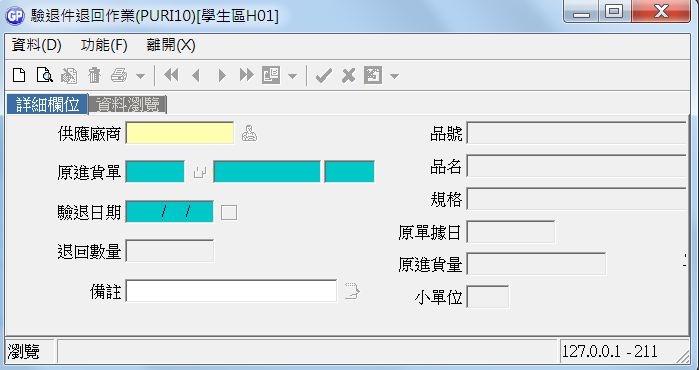 GP 驗退件退回作業(PURI10)[學生區H01]
資料(D) 功能(F) 離開(X)
詳細欄位 資料瀏覽
供應廠商 品號
原進貨單 品名
規格
驗退日期 / / 原單據日
退回數量 原進貨量
備註 小單位
瀏覽 127.0.0.1 - 211